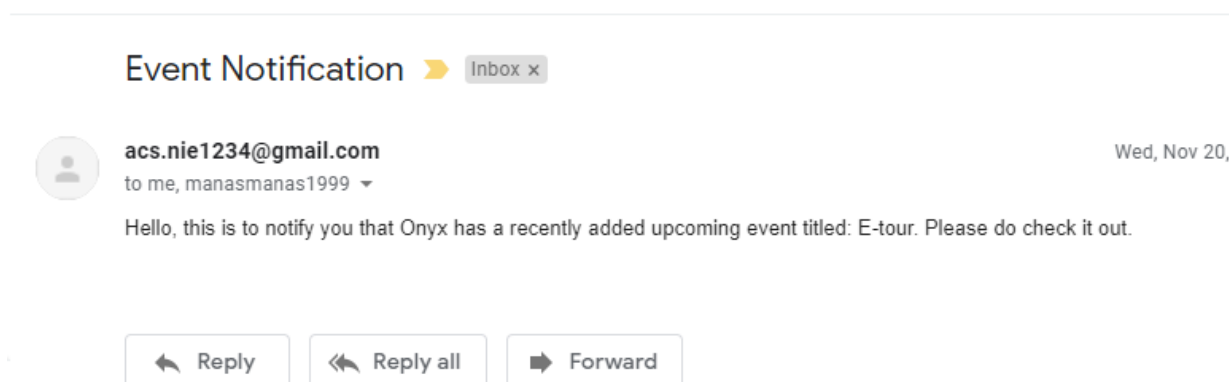 Event Notification Inbox x
acs.nie1234@gmail.com Wed, Nov 20,
to me, manasmanas1999
Hello, this is to notify you that Onyx has a recently added upcoming event titled: E-tour. Please do check it out.
Reply Reply all Forward